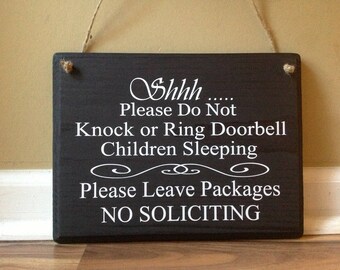 Shhh .....
Please Do Not
Knock or Ring Doorbell
Children Sleeping
Please Leave Packages
NO SOLICITING